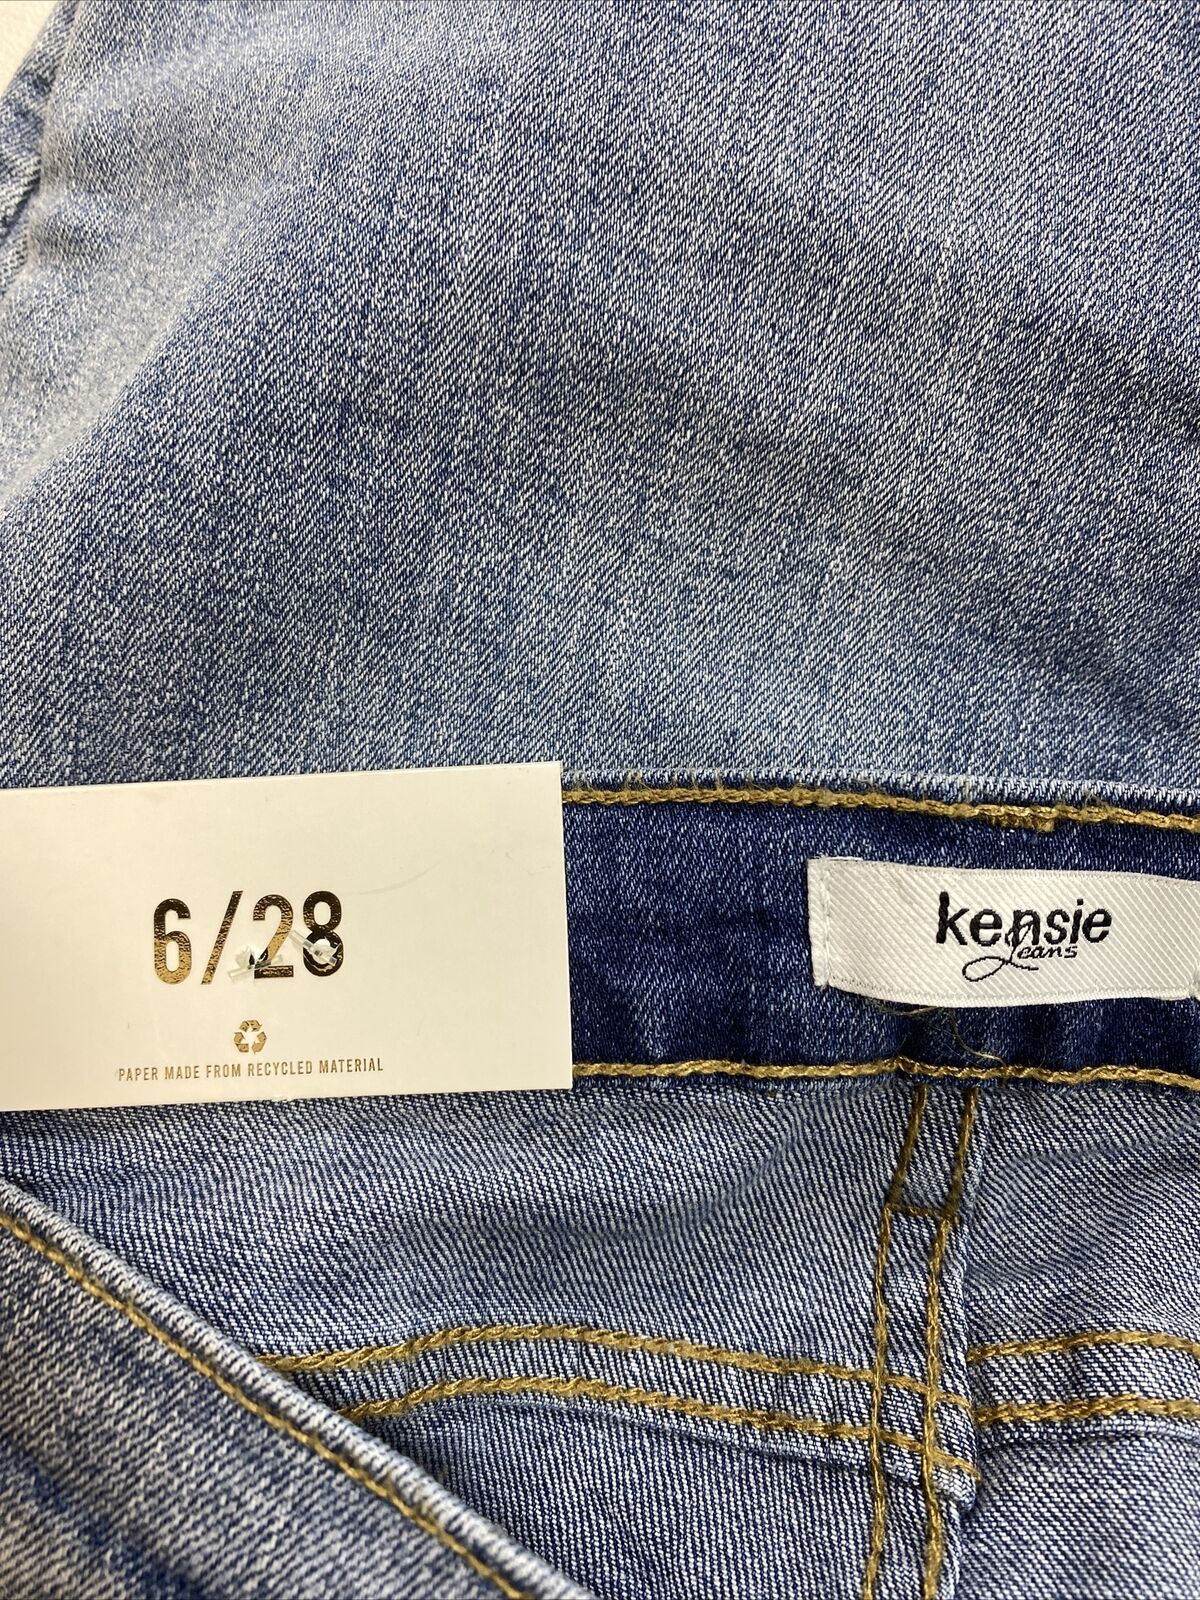 6/28
PAPER MADE FROM RECYCLED MATERIAL
kensie
Jeans